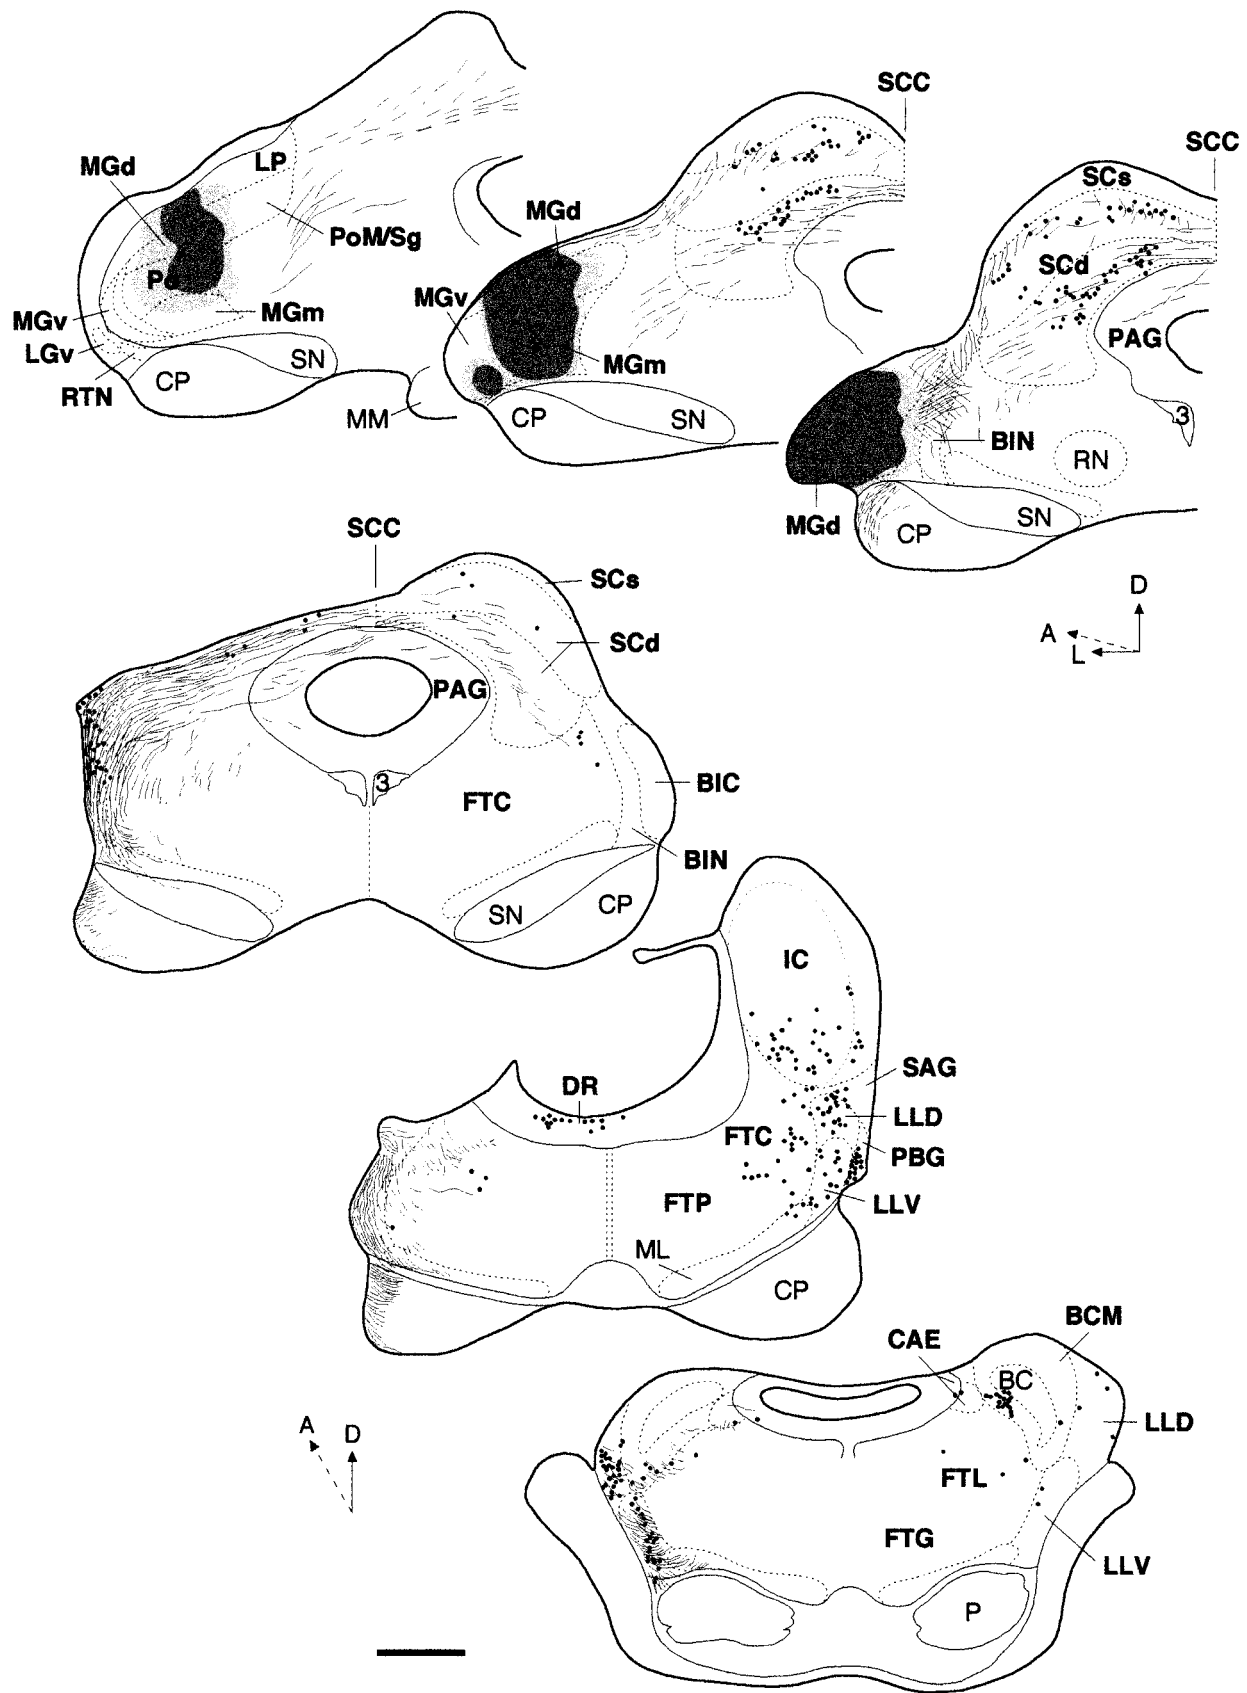 SCC
SCC
MGd
LP
SCs
MGd
PoM/Sg
SCd
MGv
MGv
MGm
PAG
LGv
SN
MGm
CP
RTN
MM
CP
SN
3
BIN
RN
MGd
CP
SN
SCC
SCs
D
A
L
SCd
PAG
3
FTC
BIC
BIN
SN
CP
IC
SAG
DR
LLD
FTC
PBG
FTP
LLV
ML
CP
BCM
CAE
BC
A
D
LLD
FTL
FTG
LLV
P